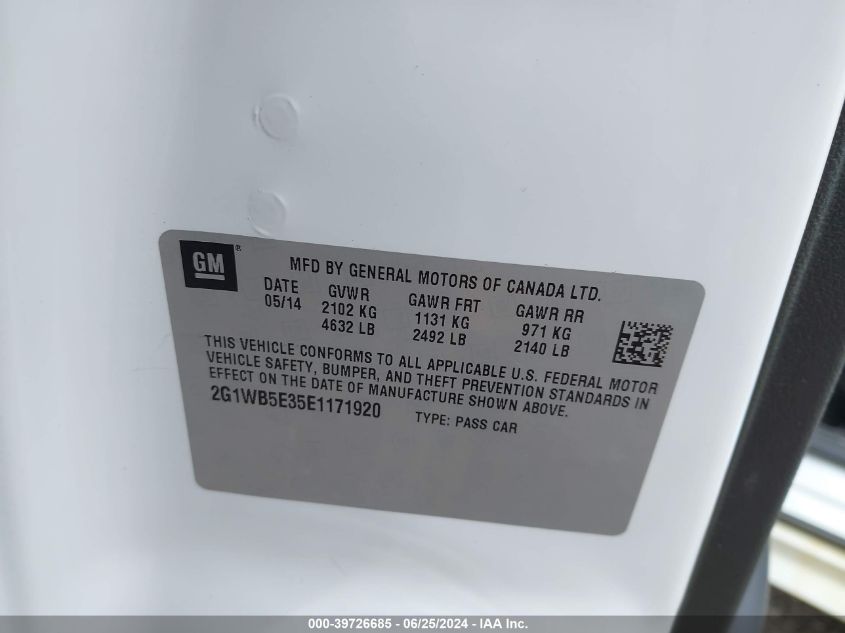 GM®
MFD BY GENERAL MOTORS OF CANADA LTD.
DATE GVWR GAWR FRT GAWR RR
05/14 2102 KG 1131 KG 971 KG
4632 LB 2492 LB 2140 LB
THIS VEHICLE CONFORMS TO ALL APPLICABLE U.S. FEDERAL MOTOR
VEHICLE SAFETY, BUMPER, AND THEFT PREVENTION STANDARDS IN
EFFECT ON THE DATE OF MANUFACTURE SHOWN ABOVE.
2G1WB5E35E1171920 TYPE: PASS CAR
000-39726685 - 06/25/2024 - IAA Inc.